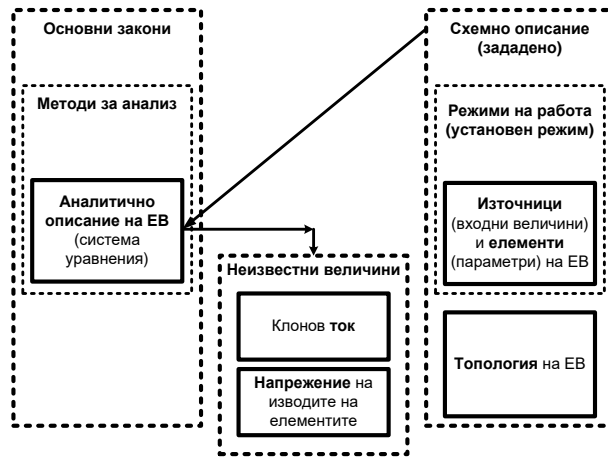 Основни закони
Методи за анализ
Аналитично
описание на ЕВ
(система
уравнения)
Неизвестни величини
Клонов ток
Напрежение на
изводите на
елементите
Схемно описание
(зададено)
Режими на работа
(установен режим)
Източници
(входни величини)
и елементи
(параметри) на ЕВ
Топология на ЕВ